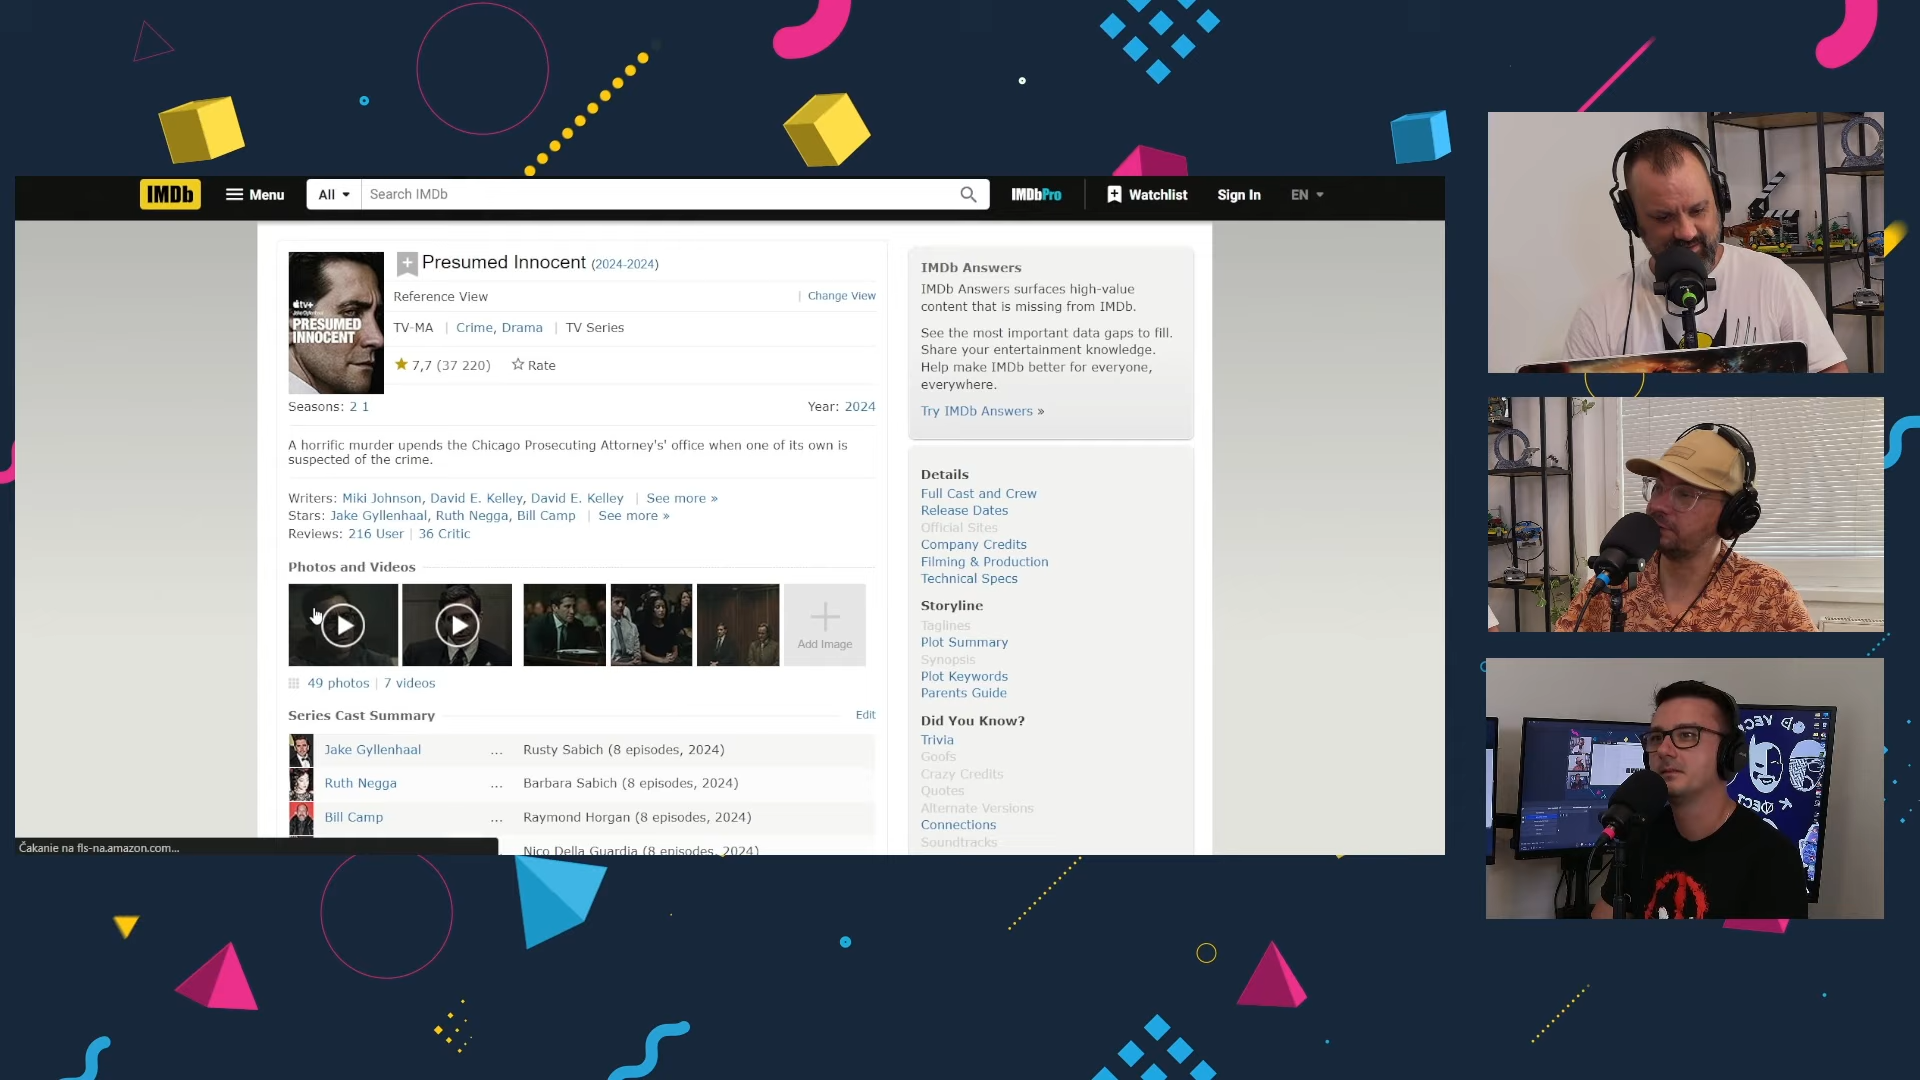 IMDb Menu All Search IMDb IMDbPro Watchlist Sign In EN
Presumed Innocent (2024-2024)
Reference View | Change View
TV-MA | Crime, Drama | TV Series
7,7 (37 220) Rate
tv+
PRESUMED
INNOCENT
Seasons: 2 1 Year: 2024
A horrific murder upends the Chicago Prosecuting Attorney's' office when one of its own is
suspected of the crime.
Writers: Miki Johnson, David E. Kelley, David E. Kelley | See more »
Stars: Jake Gyllenhaal, Ruth Negga, Bill Camp | See more »
Reviews: 216 User | 36 Critic
Photos and Videos
Add Image
49 photos | 7 videos
Series Cast Summary Edit
Jake Gyllenhaal ... Rusty Sabich (8 episodes, 2024)
Ruth Negga ... Barbara Sabich (8 episodes, 2024)
Bill Camp ... Raymond Horgan (8 episodes, 2024)
Nico Della Guardia (8 episodes, 2024)
Čakanie na fls-na.amazon.com...
IMDb Answers
IMDb Answers surfaces high-value
content that is missing from IMDb.
See the most important data gaps to fill.
Share your entertainment knowledge.
Help make IMDb better for everyone,
everywhere.
Try IMDb Answers »
Details
Full Cast and Crew
Release Dates
Official Sites
Company Credits
Filming & Production
Technical Specs
Storyline
Taglines
Plot Summary
Synopsis
Plot Keywords
Parents Guide
Did You Know?
Trivia
Goofs
Crazy Credits
Quotes
Alternate Versions
Connections
Soundtracks